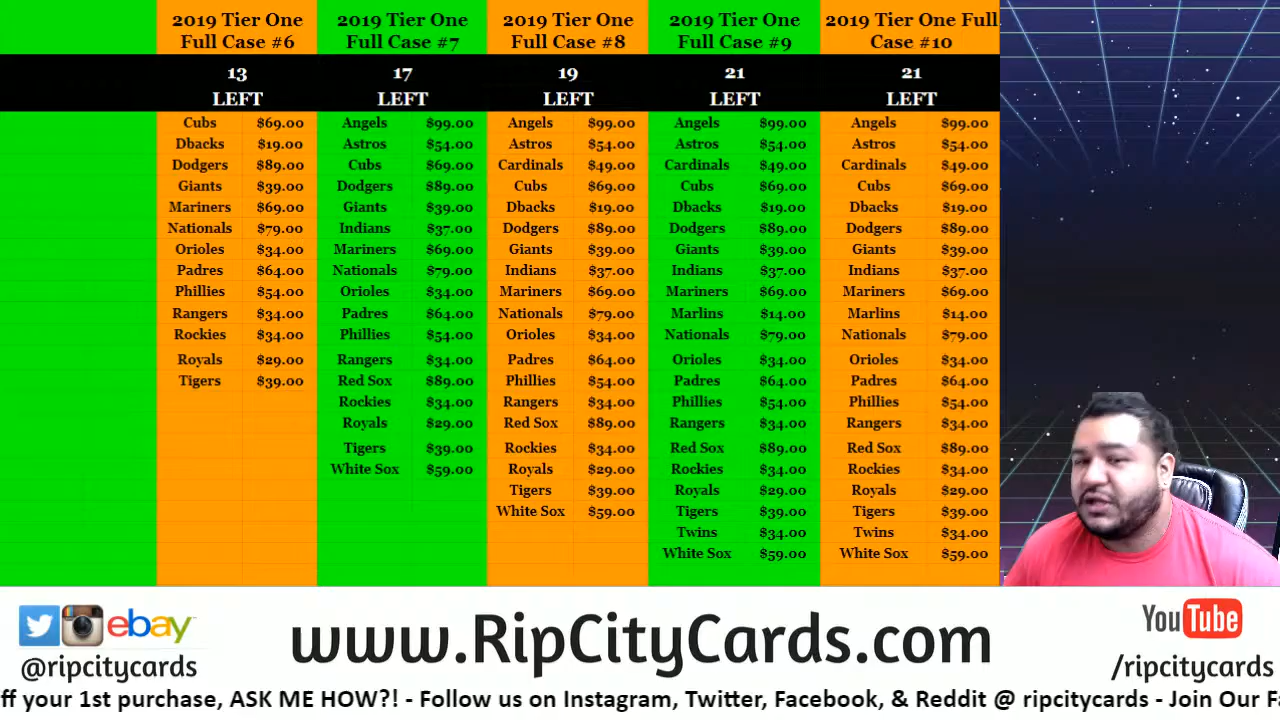 2019 Tier One
Full Case #6
13
LEFT
Cubs $69.00
Dbacks $19.00
Dodgers $89.00
Giants $39.00
Mariners $69.00
Nationals $79.00
Orioles $34.00
Padres $64.00
Phillies $54.00
Rangers $34.00
Rockies $34.00
Royals $29.00
Tigers $39.00
2019 Tier One
Full Case #7
17
LEFT
Angels $99.00
Astros $54.00
Cubs $69.00
Dodgers $89.00
Giants $39.00
Indians $37.00
Mariners $69.00
Nationals $79.00
Orioles $34.00
Padres $64.00
Phillies $54.00
Rangers $34.00
Red Sox $89.00
Rockies $34.00
Royals $29.00
Tigers $39.00
White Sox $59.00
2019 Tier One
Full Case #8
19
LEFT
Angels $99.00
Astros $54.00
Cardinals $49.00
Cubs $69.00
Dbacks $19.00
Dodgers $89.00
Giants $39.00
Indians $37.00
Mariners $69.00
Nationals $79.00
Orioles $34.00
Padres $64.00
Phillies $54.00
Rangers $34.00
Red Sox $89.00
Rockies $34.00
Royals $29.00
Tigers $39.00
White Sox $59.00
2019 Tier One
Full Case #9
21
LEFT
Angels $99.00
Astros $54.00
Cardinals $49.00
Cubs $69.00
Dbacks $19.00
Dodgers $89.00
Giants $39.00
Indians $37.00
Mariners $69.00
Marlins $14.00
Nationals $79.00
Orioles $34.00
Padres $64.00
Phillies $54.00
Rangers $34.00
Red Sox $89.00
Rockies $34.00
Royals $29.00
Tigers $39.00
Twins $34.00
White Sox $59.00
2019 Tier One Full
Case #10
21
LEFT
Angels $99.00
Astros $54.00
Cardinals $49.00
Cubs $69.00
Dbacks $19.00
Dodgers $89.00
Giants $39.00
Indians $37.00
Mariners $69.00
Marlins $14.00
Nationals $79.00
Orioles $34.00
Padres $64.00
Phillies $54.00
Rangers $34.00
Red Sox $89.00
Rockies $34.00
Royals $29.00
Tigers $39.00
Twins $34.00
White Sox $59.00
ebay
@ripcitycards
www.RipCityCards.com
YouTube
/ripcitycards
ff your 1st purchase, ASK ME HOW?! - Follow us on Instagram, Twitter, Facebook, & Reddit @ ripcitycards - Join Our Fa